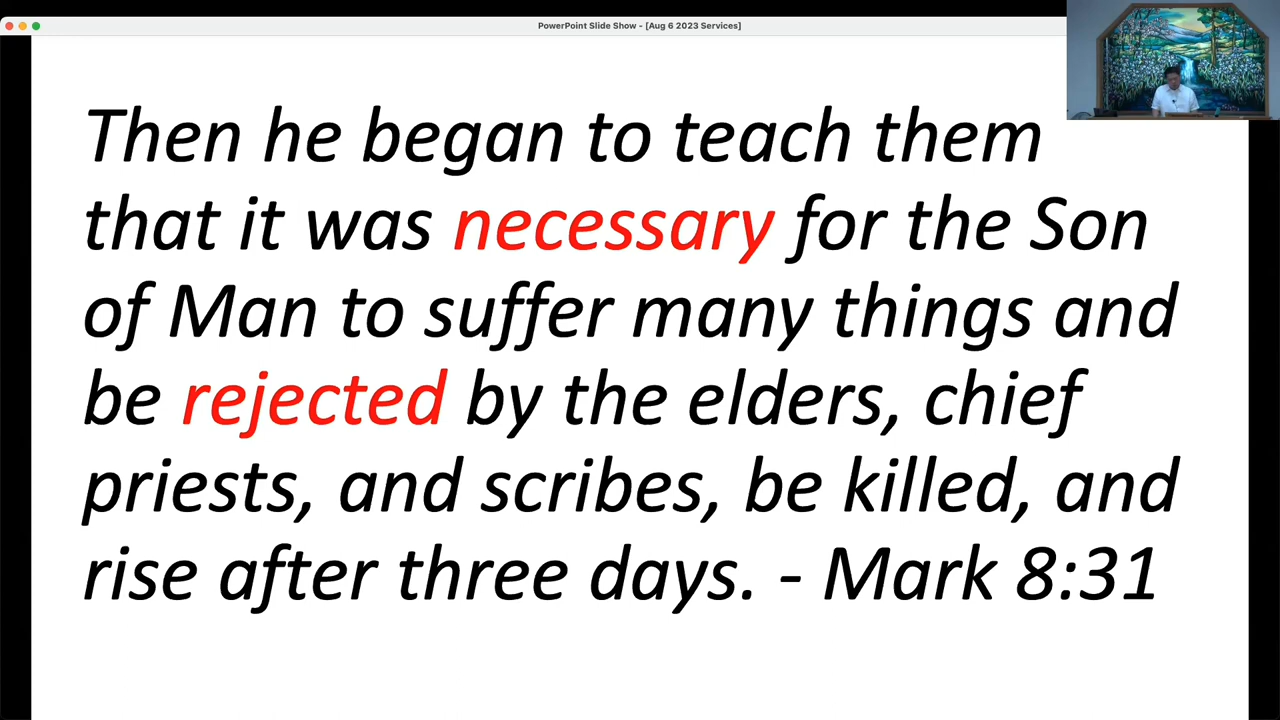 PowerPoint Slide Show - [Aug 6 2023 Services]
Then he began to teach them
that it was necessary for the Son
of Man to suffer many things and
be rejected by the elders, chief
priests, and scribes, be killed, and
rise after three days. - Mark 8:31